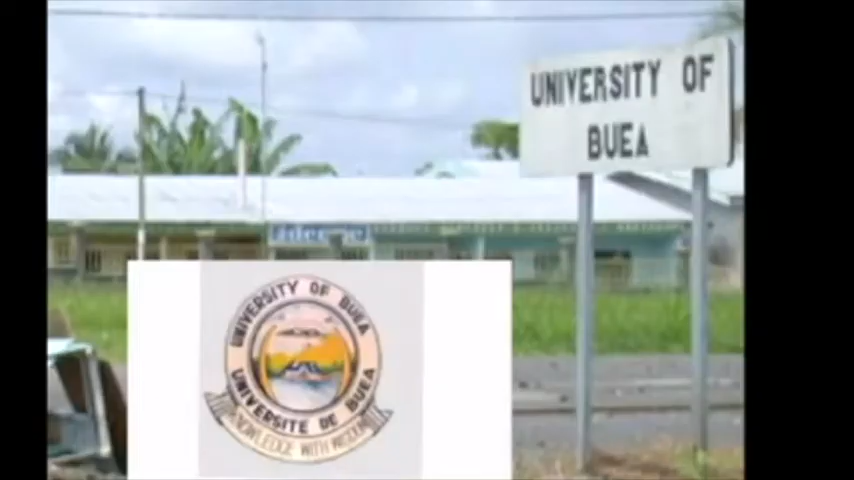 UNIVERSITY OF
BUEA
UNIVERSITY OF BUEA
UNIVERSITE DE BUEA
KNOWLEDGE WITH WISDOM